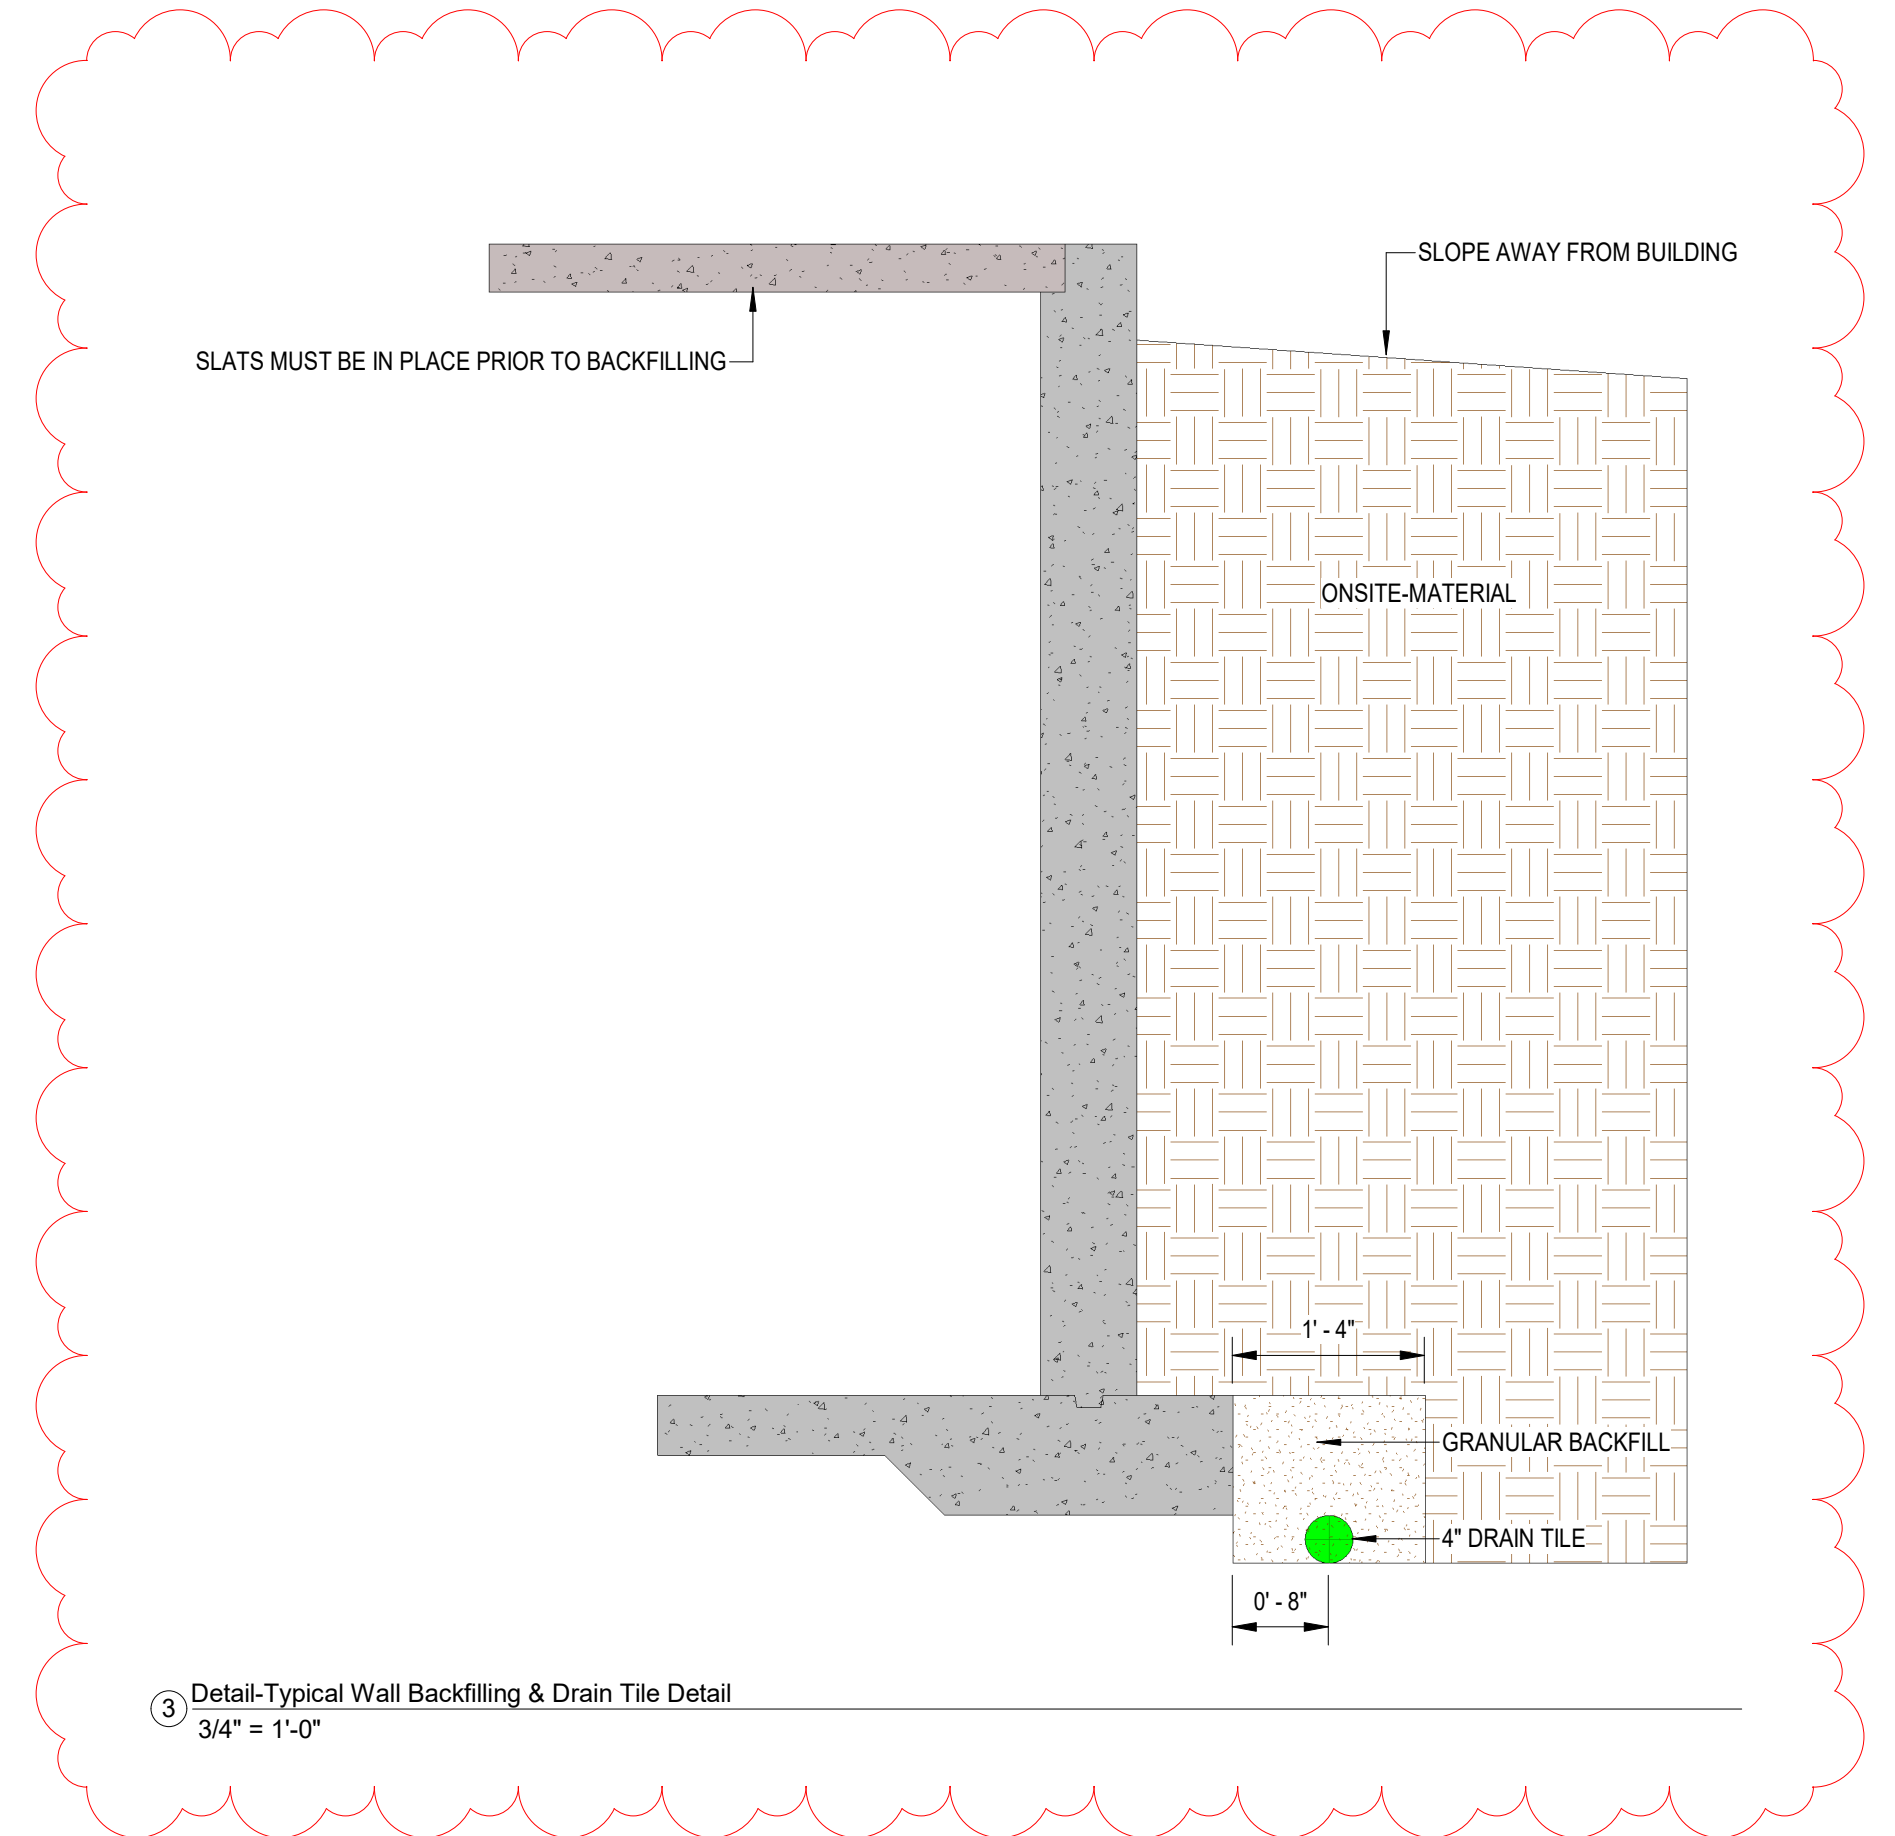 SLOPE AWAY FROM BUILDING
SLATS MUST BE IN PLACE PRIOR TO BACKFILLING
ONSITE-MATERIAL
1' - 4"
GRANULAR BACKFILL
4" DRAIN TILE
0' - 8"
3 Detail-Typical Wall Backfilling & Drain Tile Detail
3/4" = 1'-0"